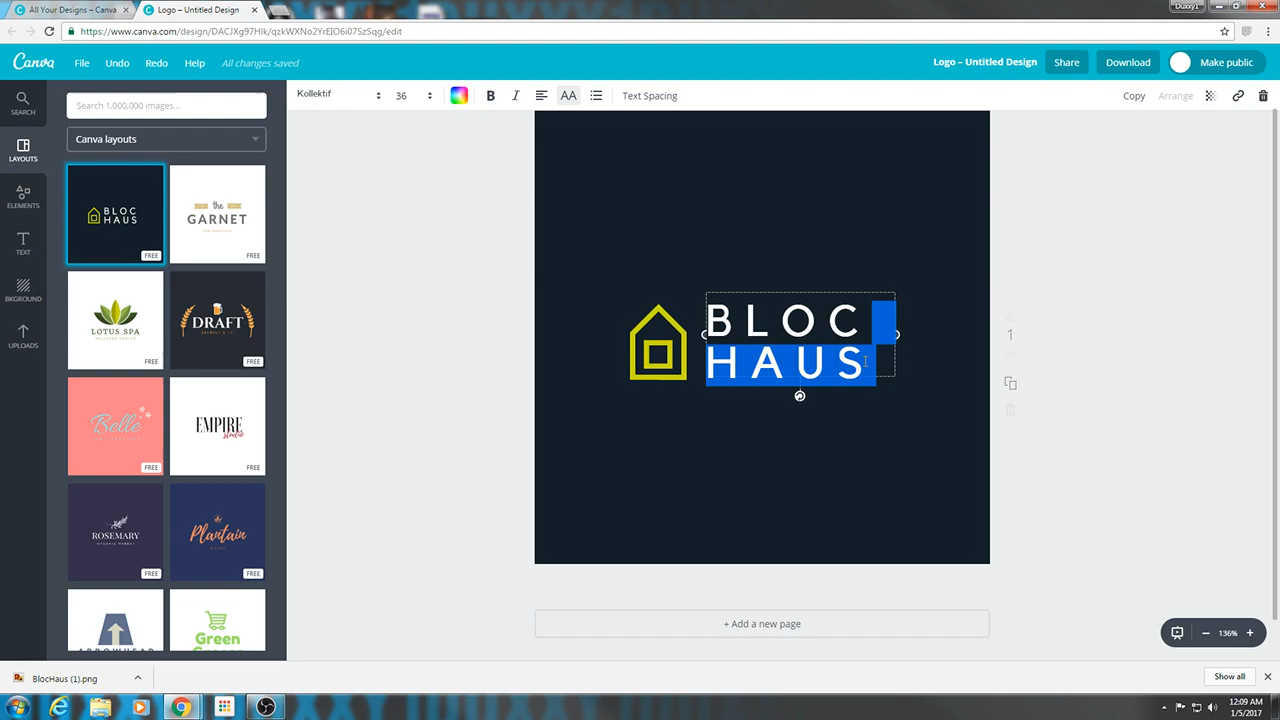 All Your Designs – Canva
Logo – Untitled Design
Duxxy1
https://www.canva.com/design/DACJXg97HIk/qzkWXNo2YrEIO6i07SzSqg/edit
Canva
File
Undo
Redo
Help
All changes saved
Logo – Untitled Design
Share
Download
Make public
SEARCH
LAYOUTS
ELEMENTS
TEXT
BKGROUND
UPLOADS
Search 1,000,000 images...
Canva layouts
BLOC
HAUS
FREE
the
GARNET
FREE
LOTUS SPA
FREE
DRAFT
FREE
Belle
FREE
EMPIRE
studio
FREE
ROSEMARY
FREE
Plantain
FREE
Green
Kollektif
36
B
I
AA
Text Spacing
Copy
Arrange
BLOC
HAUS
1
+ Add a new page
136%
BlocHaus (1).png
Show all
12:09 AM
1/5/2017